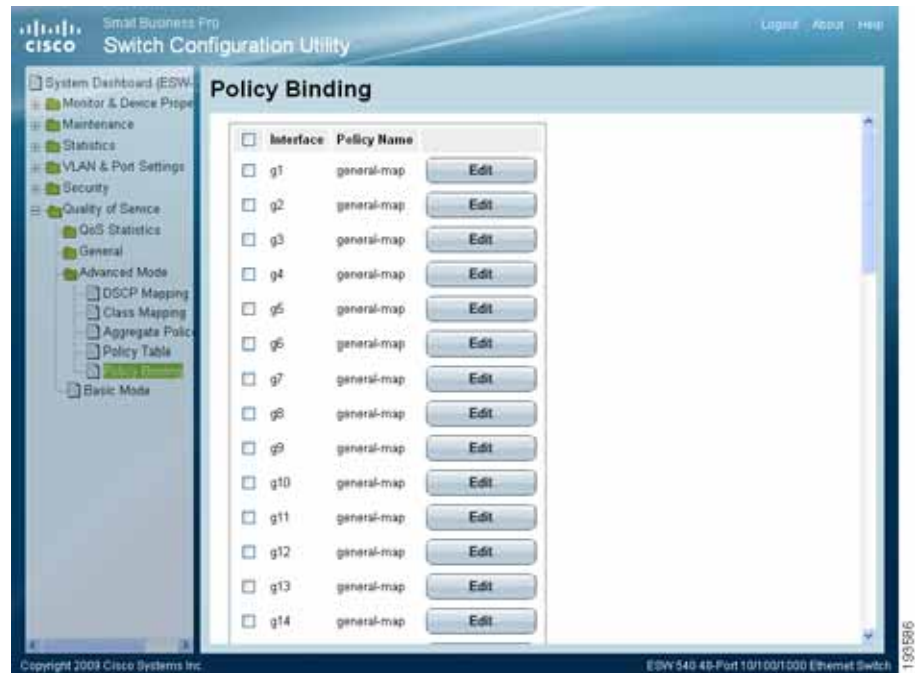 Small Business Pro
cisco Switch Configuration Utility
Logout About Help
System Dashboard (ESW-
Monitor & Device Prope
Maintenance
Statistics
VLAN & Port Settings
Security
Quality of Service
QoS Statistics
General
Advanced Mode
DSCP Mapping
Class Mapping
Aggregate Polic
Policy Table
Policy Binding
Basic Mode
Policy Binding
Interface Policy Name
g1 general-map Edit
g2 general-map Edit
g3 general-map Edit
g4 general-map Edit
g5 general-map Edit
g6 general-map Edit
g7 general-map Edit
g8 general-map Edit
g9 general-map Edit
g10 general-map Edit
g11 general-map Edit
g12 general-map Edit
g13 general-map Edit
g14 general-map Edit
Copyright 2009 Cisco Systems Inc.
ESW 540 48-Port 10/100/1000 Ethernet Switch
193586